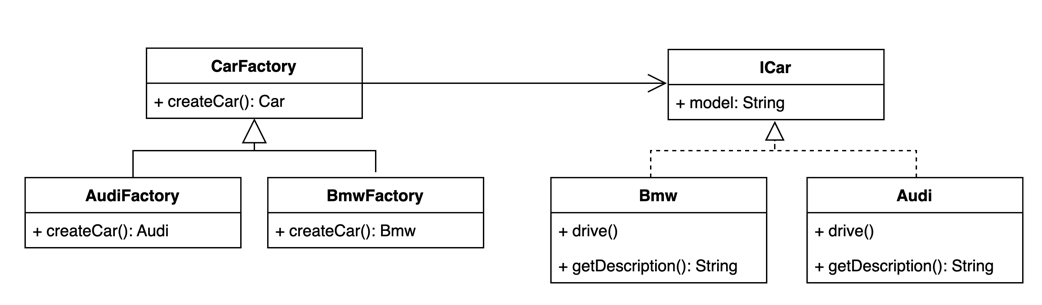 CarFactory
+ createCar(): Car
ICar
+ model: String
AudiFactory
+ createCar(): Audi
BmwFactory
+ createCar(): Bmw
Bmw
+ drive()
+ getDescription(): String
Audi
+ drive()
+ getDescription(): String